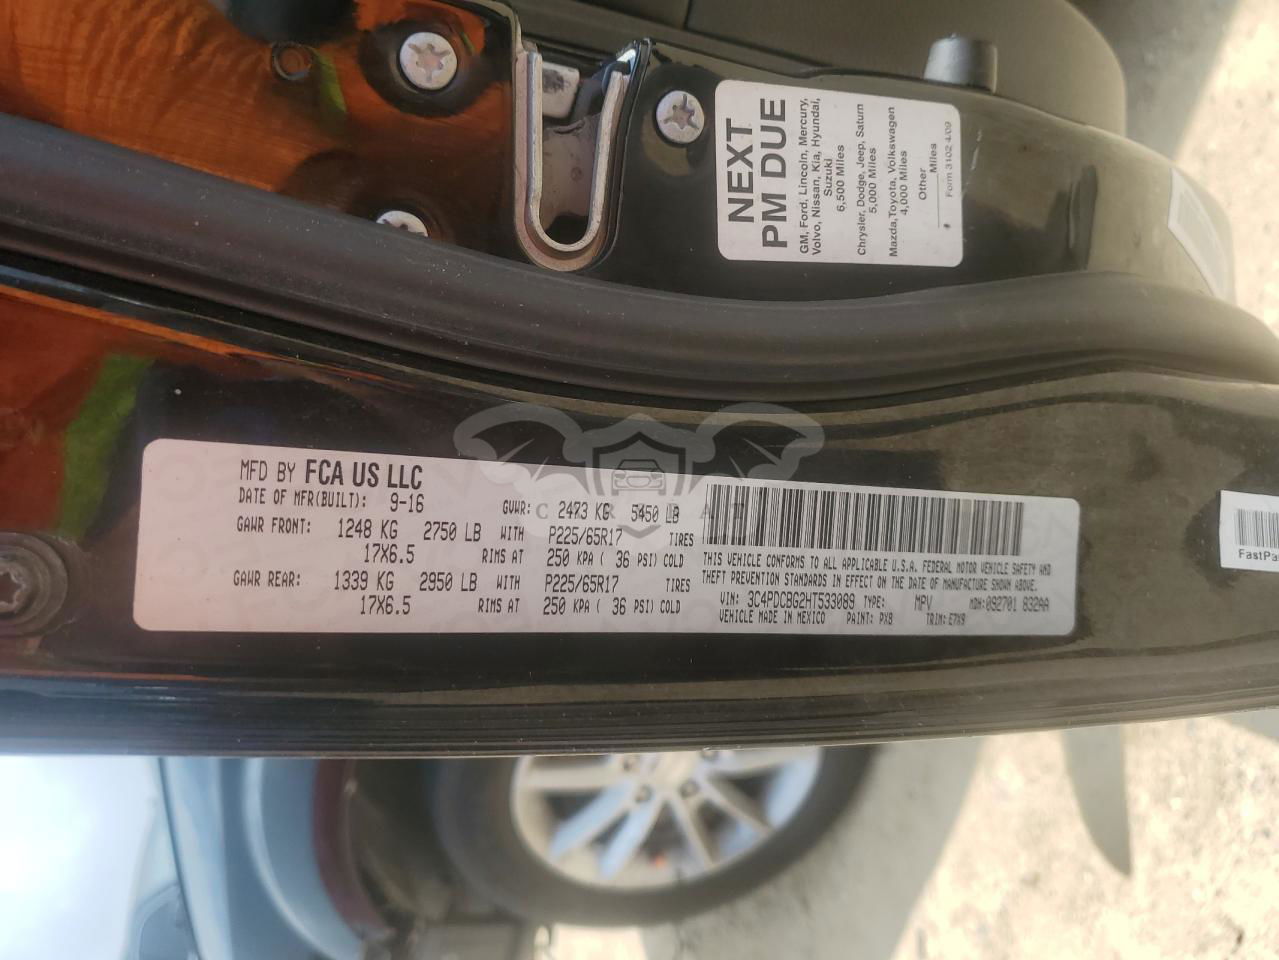 NEXT
PM DUE
GM, Ford, Lincoln, Mercury,
Volvo, Nissan, Kia, Hyundai,
Suzuki
6,500 Miles
Chrysler, Dodge, Jeep, Saturn
5,000 Miles
Mazda, Toyota, Volkswagen
4,000 Miles
Other
Miles
Form 3102 4/09
MFD BY FCA US LLC
DATE OF MFR(BUILT): 9-16 GVWR: 2473 KG 5450 LB
GAWR FRONT: 1248 KG 2750 LB WITH P225/65R17 TIRES
17X6.5 RIMS AT 250 KPA ( 36 PSI) COLD
GAWR REAR: 1339 KG 2950 LB WITH P225/65R17 TIRES
17X6.5 RIMS AT 250 KPA ( 36 PSI) COLD
THIS VEHICLE CONFORMS TO ALL APPLICABLE U.S.A. FEDERAL MOTOR VEHICLE SAFETY AND
THEFT PREVENTION STANDARDS IN EFFECT ON THE DATE OF MANUFACTURE SHOWN ABOVE.
VIN: 3C4PDCBG2HT533089 TYPE: MPV MDH:092701 832AA
VEHICLE MADE IN MEXICO PAINT: PX8 TRIM: E7X9
FastPa